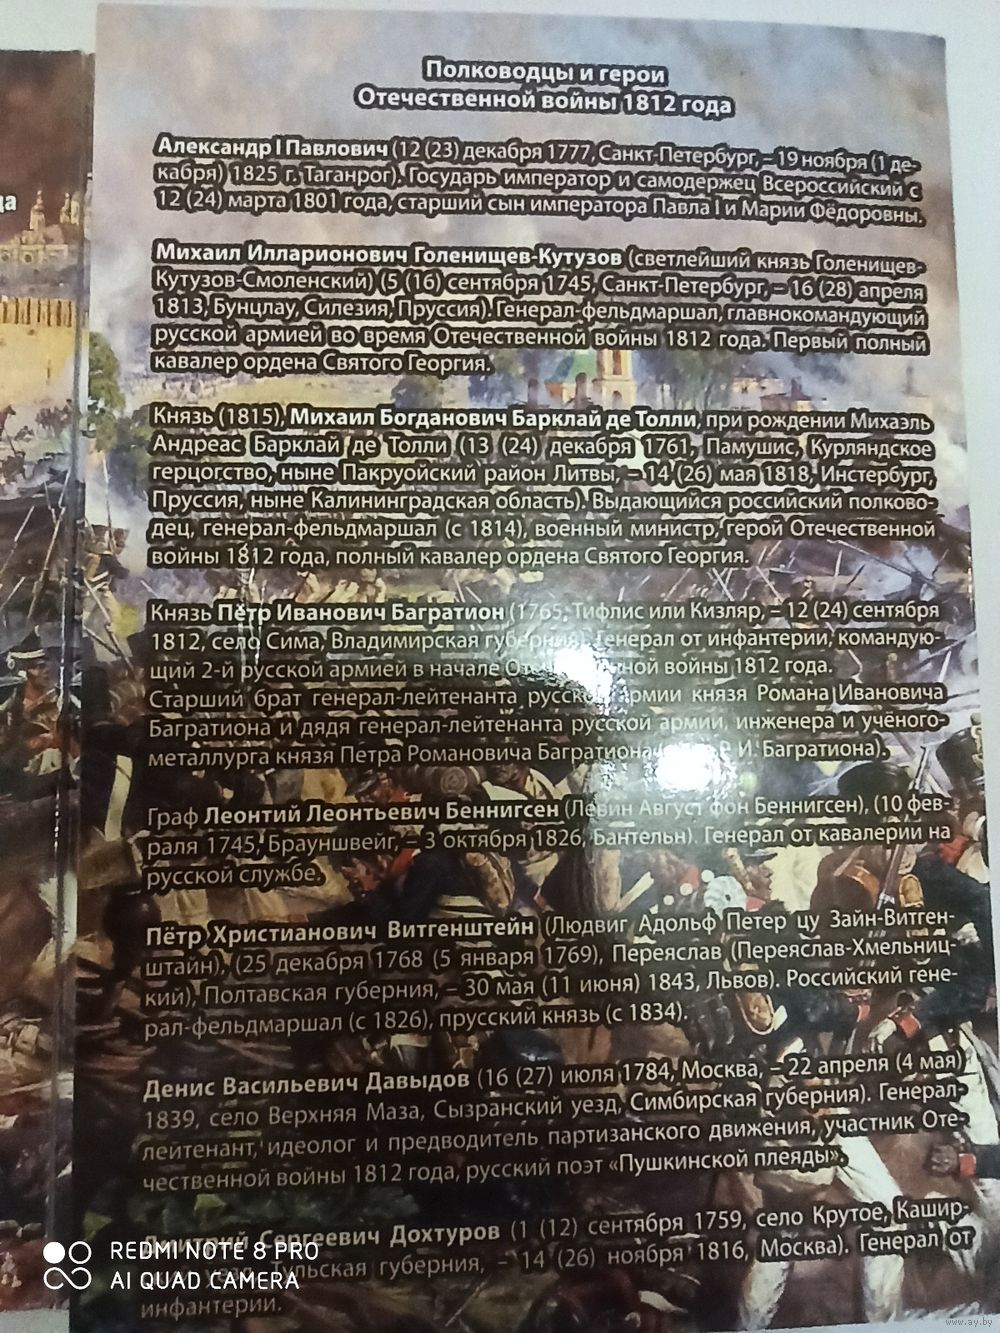 ца
Полководцы и герои
Отечественной войны 1812 года
Александр I Павлович (12 (23) декабря 1777, Санкт-Петербург, – 19 ноября (1 де-
кабря) 1825 г. Таганрог). Государь император и самодержец Всероссийский с
12 (24) марта 1801 года, старший сын императора Павла I и Марии Фёдоровны.
Михаил Илларионович Голенищев-Кутузов (светлейший князь Голенищев-
Кутузов-Смоленский) (5 (16) сентября 1745, Санкт-Петербург, – 16 (28) апреля
1813, Бунцлау, Силезия, Пруссия). Генерал-фельдмаршал, главнокомандующий
русской армией во время Отечественной войны 1812 года. Первый полный
кавалер ордена Святого Георгия.
Князь (1815), Михаил Богданович Барклай де Толли, при рождении Михаэль
Андреас Барклай де Толли (13 (24) декабря 1761, Памушис, Курляндское
герцогство, ныне Пакруойский район Литвы, – 14 (26) мая 1818, Инстербург,
Пруссия, ныне Калининградская область). Выдающийся российский полково-
дец, генерал-фельдмаршал (с 1814), военный министр, герой Отечественной
войны 1812 года, полный кавалер ордена Святого Георгия.
Князь Пётр Иванович Багратион (1765, Тифлис или Кизляр, – 12 (24) сентября
1812, село Сима, Владимирская губерния). Генерал от инфантерии, командую-
щий 2-й русской армией в начале Отечественной войны 1812 года.
Старший брат генерал-лейтенанта русской армии князя Романа Ивановича
Багратиона и дядя генерал-лейтенанта русской армии, инженера и учёного-
металлурга князя Петра Романовича Багратиона Р. И. Багратиона).
Граф Леонтий Леонтьевич Беннигсен (Левин Август фон Беннигсен), (10 фев-
раля 1745, Брауншвейг, – 3 октября 1826, Бантельн). Генерал от кавалерии на
русской службе.
Пётр Христианович Витгенштейн (Людвиг Адольф Петер цу Зайн-Витген-
штайн), (25 декабря 1768 (5 января 1769), Переяслав (Переяслав-Хмельниц-
кий), Полтавская губерния, – 30 мая (11 июня) 1843, Львов). Российский гене-
рал-фельдмаршал (с 1826), прусский князь (с 1834).
Денис Васильевич Давыдов (16 (27) июля 1784, Москва, – 22 апреля (4 мая)
1839, село Верхняя Маза, Сызранский уезд, Симбирская губерния). Генерал-
лейтенант, идеолог и предводитель партизанского движения, участник Оте-
чественной войны 1812 года, русский поэт «Пушкинской плеяды».
Дмитрий Сергеевич Дохтуров (1 (12) сентября 1759, село Крутое, Кашир-
уезд, Тульская губерния, – 14 (26) ноября 1816, Москва). Генерал от
инфантерии.
REDMI NOTE 8 PRO
AI QUAD CAMERA
www.ay.by